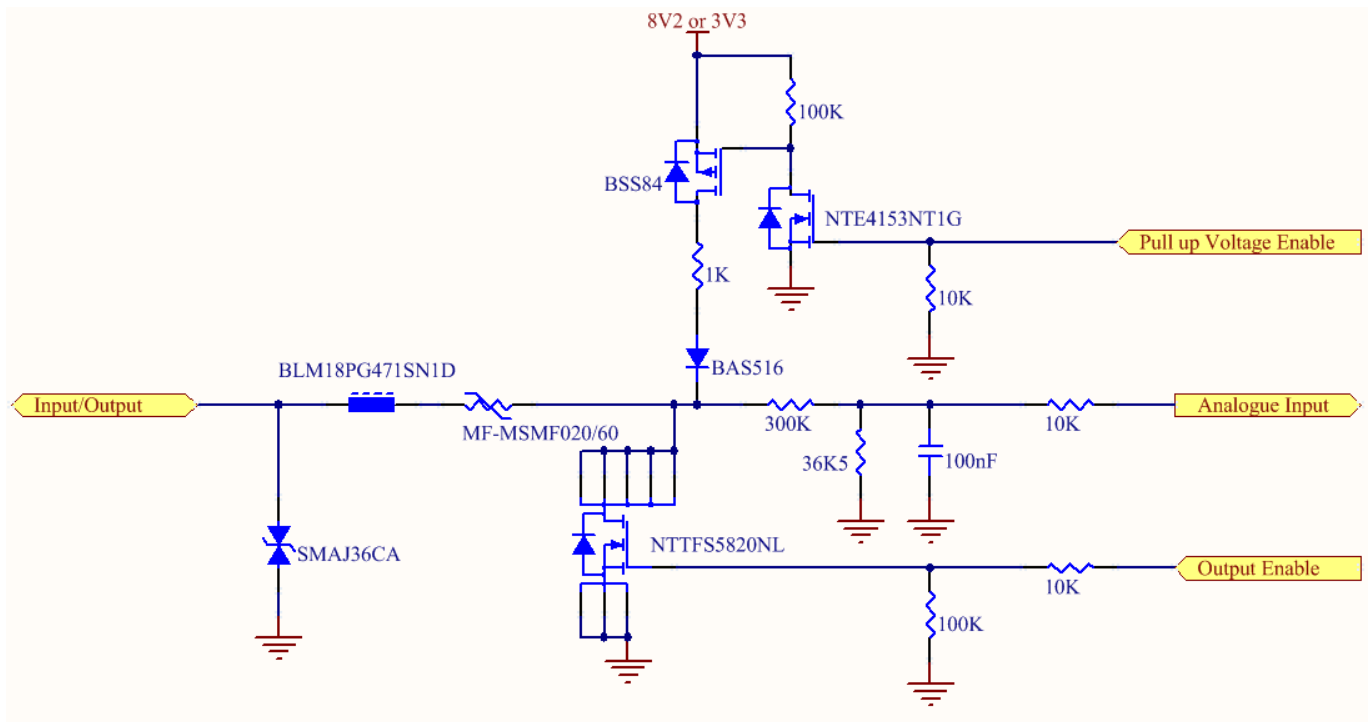 8V2 or 3V3
100K
BSS84
NTE4153NT1G
Pull up Voltage Enable
1K
10K
BLM18PG471SN1D
BAS516
Input/Output
MF-MSMF020/60
300K
36K5
100nF
10K
Analogue Input
SMAJ36CA
NTTFS5820NL
10K
Output Enable
100K